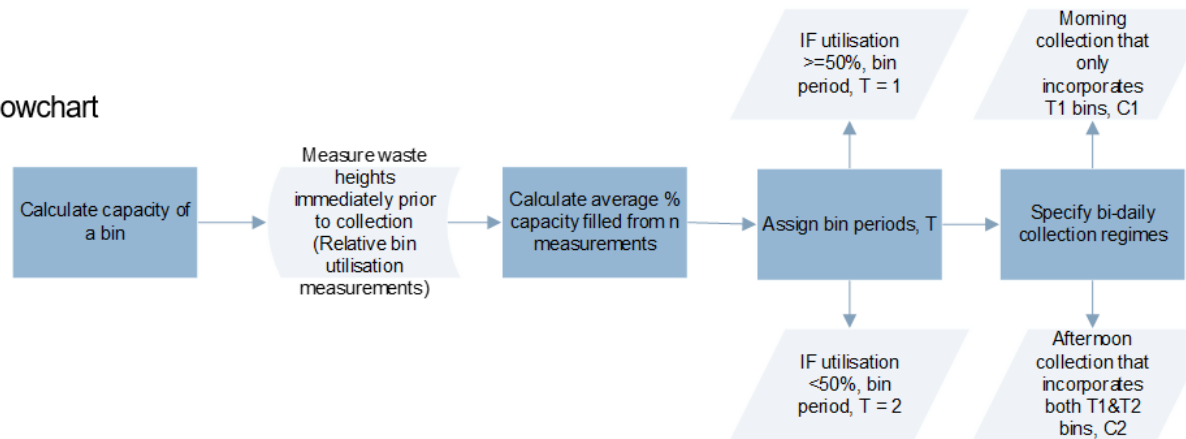 owchart
Calculate capacity of
a bin
Measure waste
heights
immediately prior
to collection
(Relative bin
utilisation
measurements)
Calculate average %
capacity filled from n
measurements
IF utilisation
>=50%, bin
period, T = 1
Assign bin periods, T
IF utilisation
<50%, bin
period, T = 2
Morning
collection that
only
incorporates
T1 bins, C1
Specify bi-daily
collection regimes
Afternoon
collection that
incorporates
both T1&T2
bins, C2